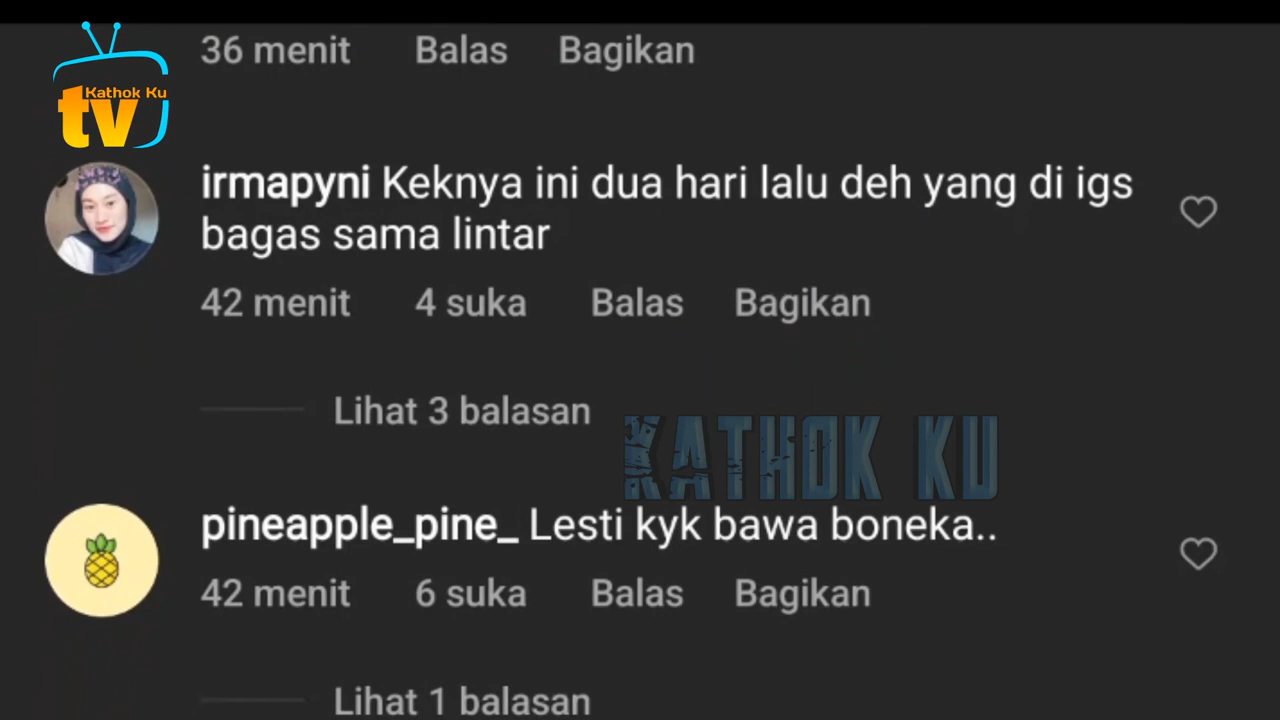 36 menit Balas Bagikan
Kathok Ku
tv
irmapyni Keknya ini dua hari lalu deh yang di igs
bagas sama lintar
42 menit 4 suka Balas Bagikan
Lihat 3 balasan
KATHOK KU
pineapple_pine_ Lesti kyk bawa boneka..
42 menit 6 suka Balas Bagikan
Lihat 1 balasan